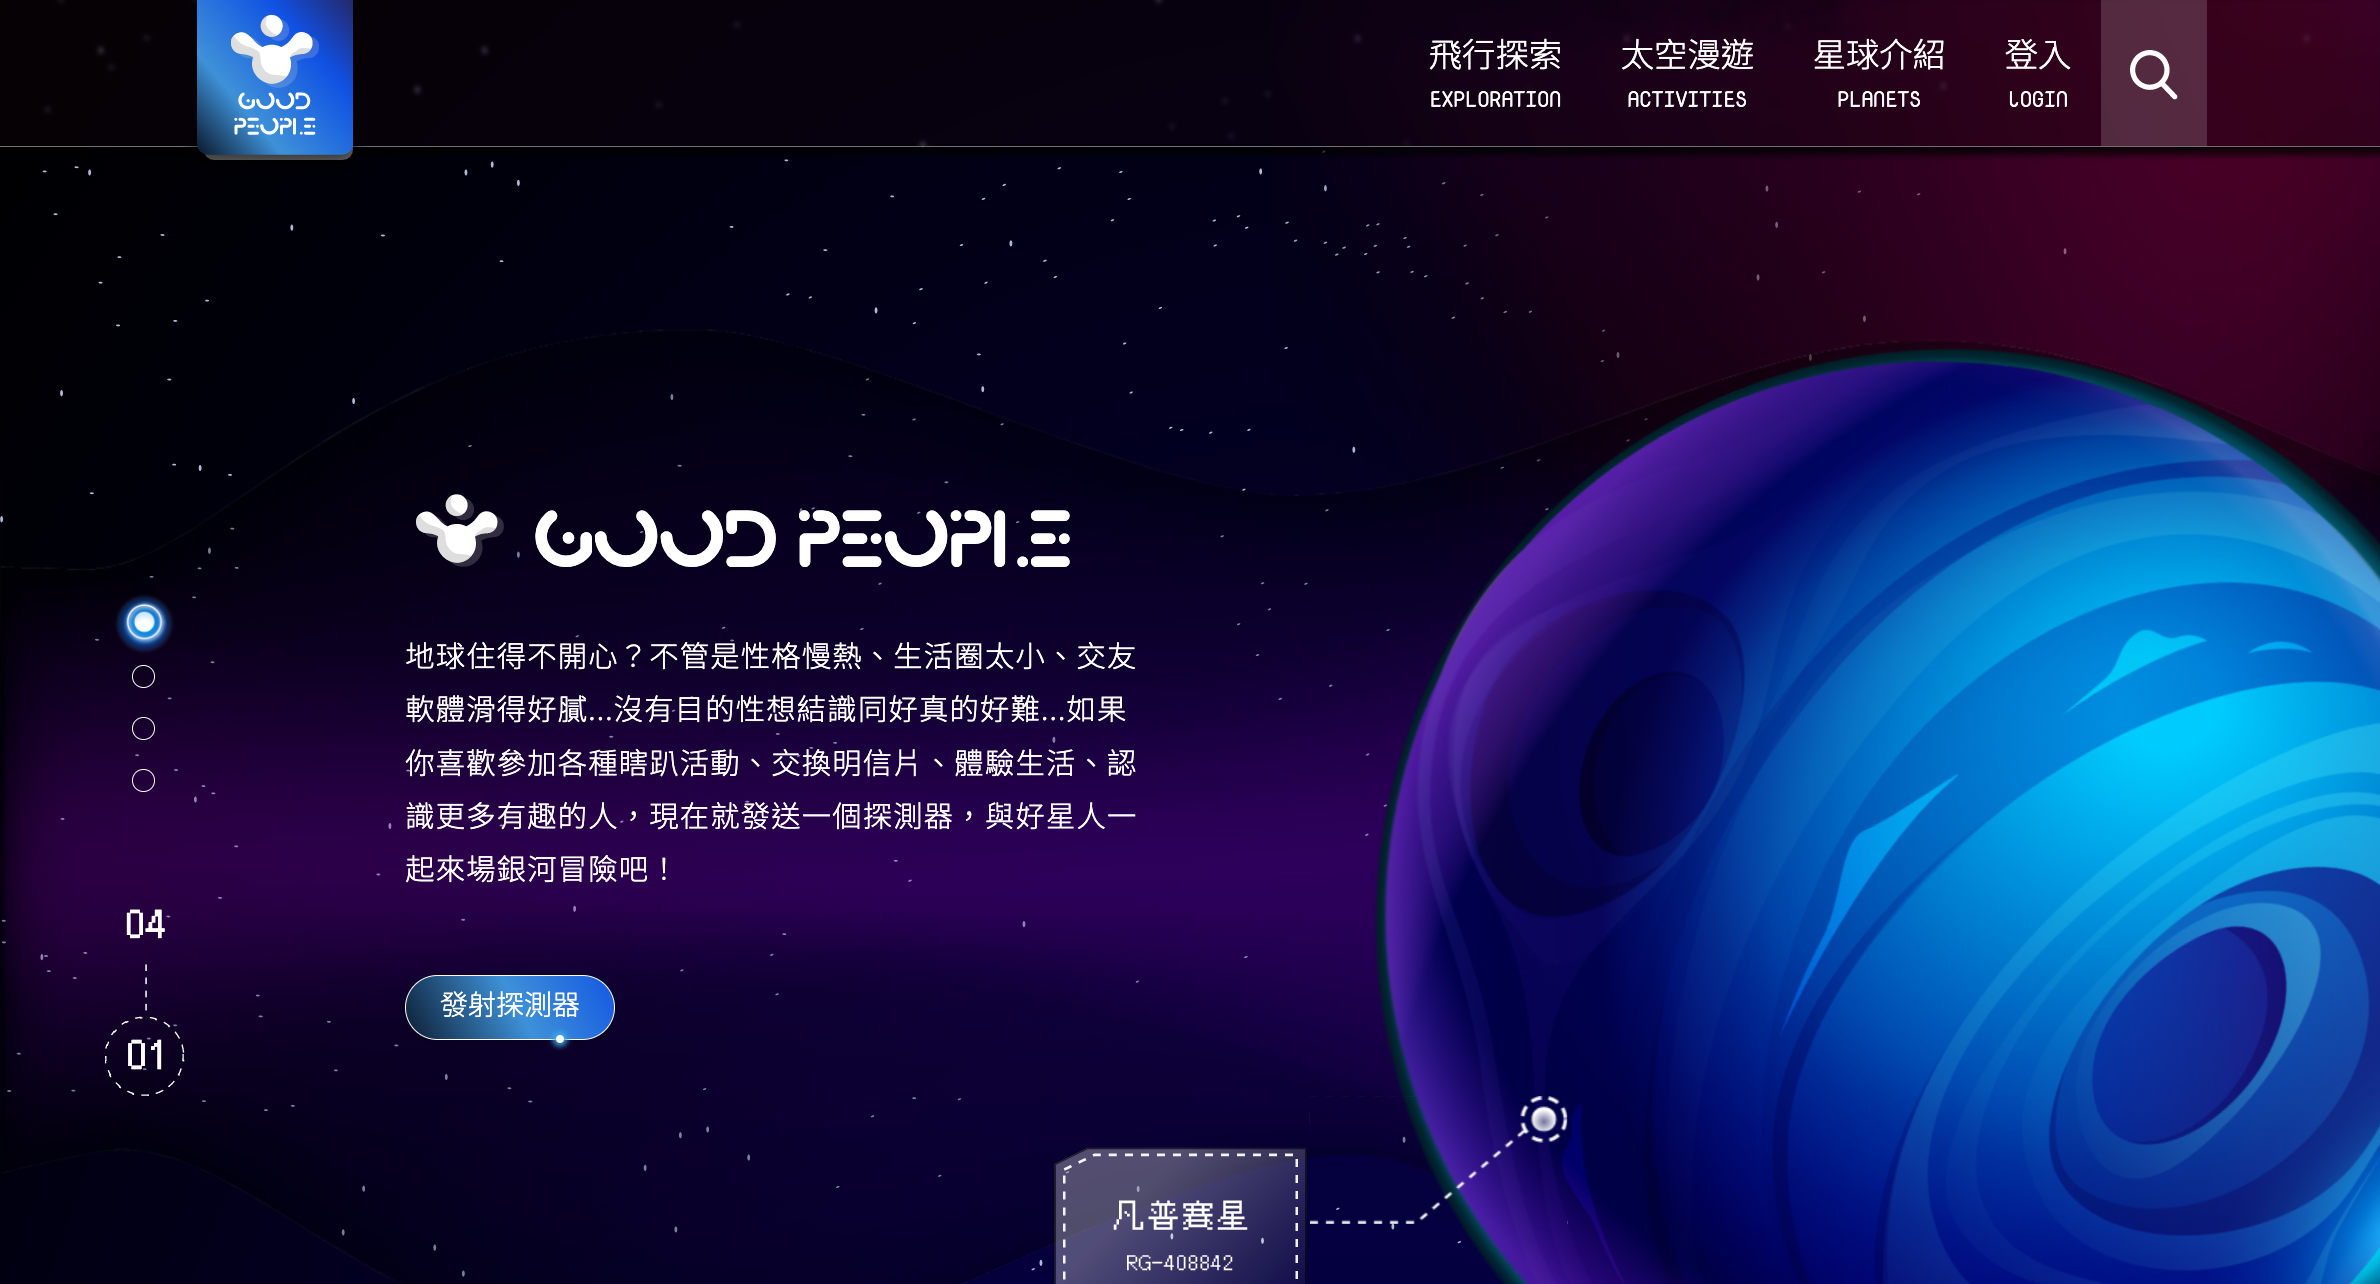 GOOD
PEOPLE
飛行探索
EXPLORATION
太空漫遊
ACTIVITIES
星球介紹
PLANETS
登入
LOGIN
GOOD PEOPLE
地球住得不開心？不管是性格慢熱、生活圈太小、交友
軟體滑得好膩...沒有目的性想結識同好真的好難...如果
你喜歡參加各種瞎趴活動、交換明信片、體驗生活、認
識更多有趣的人，現在就發送一個探測器，與好星人一
起來場銀河冒險吧！
04
01
發射探測器
凡普賽星
RG-408842